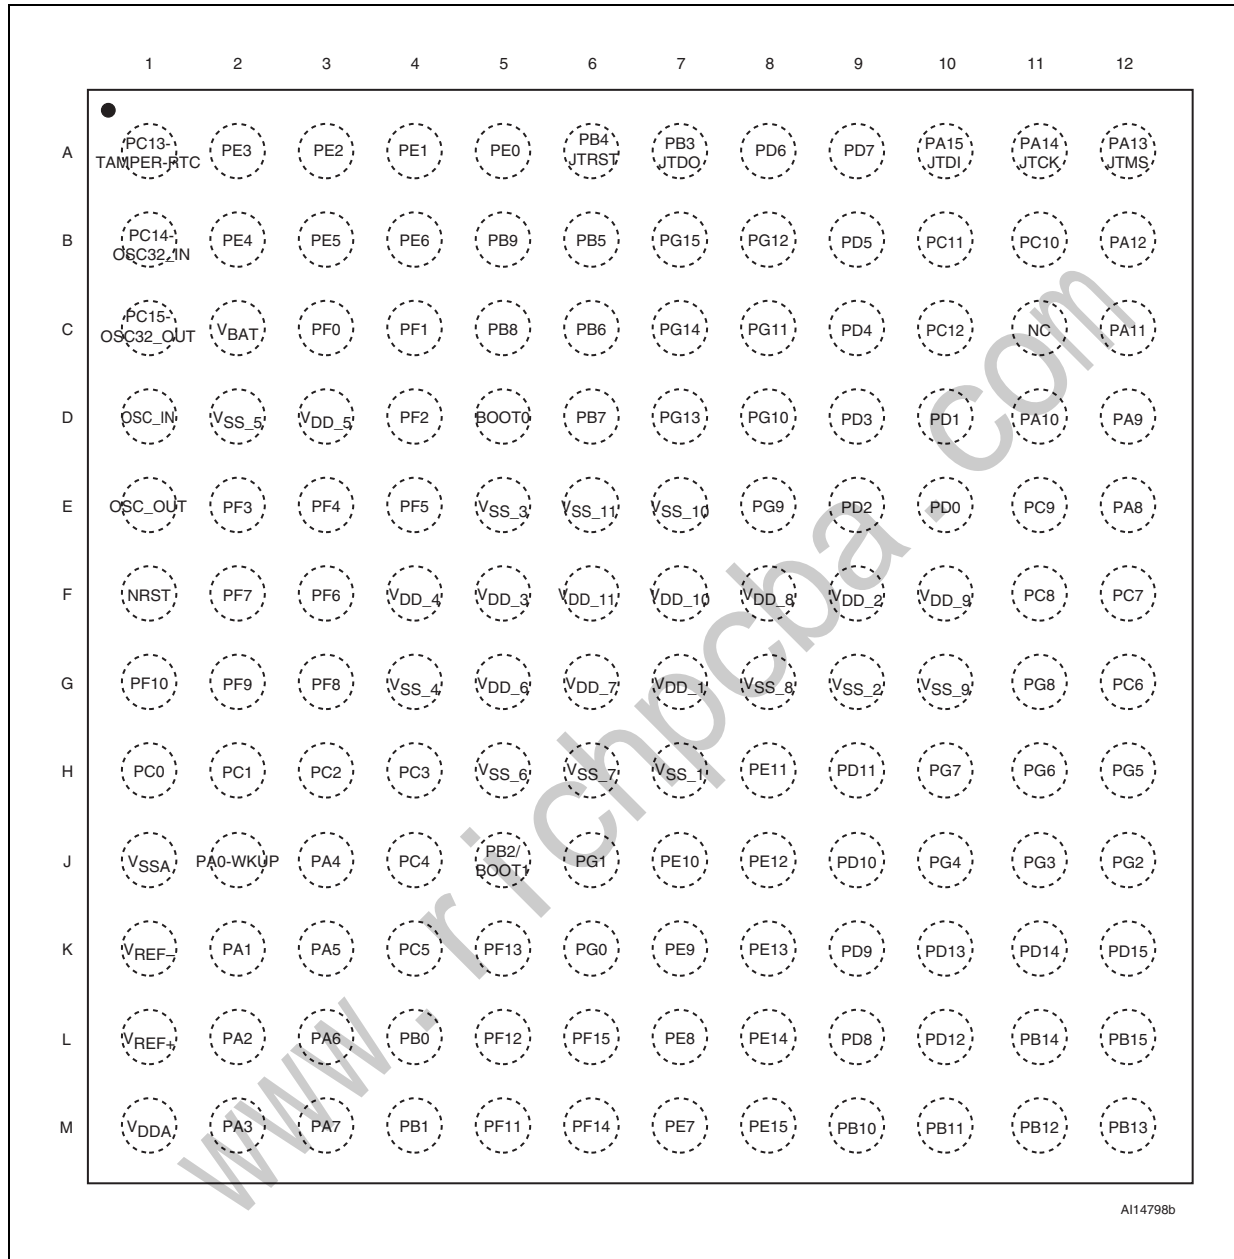 1 2 3 4 5 6 7 8 9 10 11 12
A PC13-TAMPER-RTC PE3 PE2 PE1 PE0 PB4 JTRST PB3 JTDO PD6 PD7 PA15 JTDI PA14 JTCK PA13 JTMS
B PC14-OSC32_IN PE4 PE5 PE6 PB9 PB5 PG15 PG12 PD5 PC11 PC10 PA12
C PC15-OSC32_OUT VBAT PF0 PF1 PB8 PB6 PG14 PG11 PD4 PC12 NC PA11
D OSC_IN VSS_5 VDD_5 PF2 BOOT0 PB7 PG13 PG10 PD3 PD1 PA10 PA9
E OSC_OUT PF3 PF4 PF5 VSS_3 VSS_11 VSS_10 PG9 PD2 PD0 PC9 PA8
F NRST PF7 PF6 VDD_4 VDD_3 VDD_11 VDD_10 VDD_8 VDD_2 VDD_9 PC8 PC7
G PF10 PF9 PF8 VSS_4 VDD_6 VDD_7 VDD_1 VSS_8 VSS_2 VSS_9 PG8 PC6
H PC0 PC1 PC2 PC3 VSS_6 VSS_7 VSS_1 PE11 PD11 PG7 PG6 PG5
J VSSA PA0-WKUP PA4 PC4 PB2/BOOT1 PG1 PE10 PE12 PD10 PG4 PG3 PG2
K VREF– PA1 PA5 PC5 PF13 PG0 PE9 PE13 PD9 PD13 PD14 PD15
L VREF+ PA2 PA6 PB0 PF12 PF15 PE8 PE14 PD8 PD12 PB14 PB15
M VDDA PA3 PA7 PB1 PF11 PF14 PE7 PE15 PB10 PB11 PB12 PB13
AI14798b
www.richpcba.com